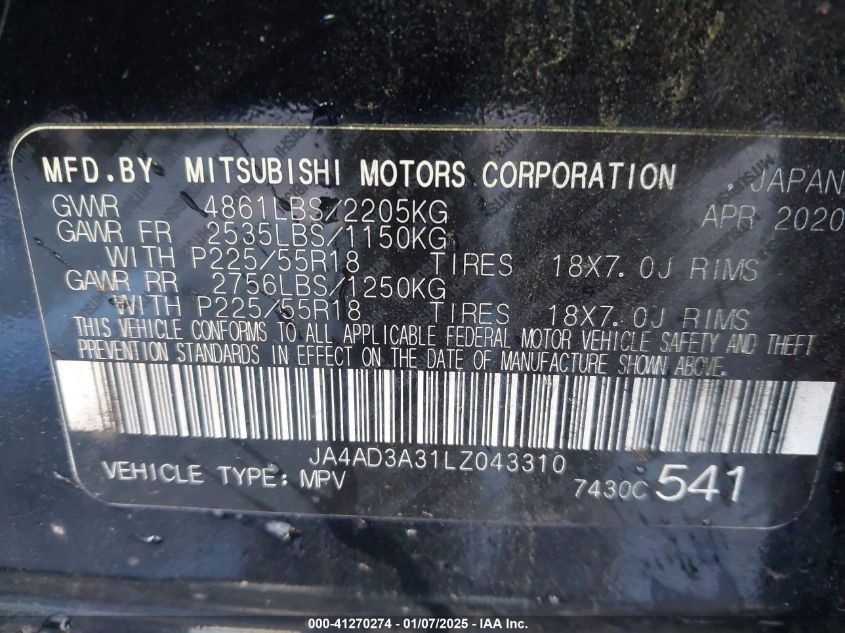 MFD.BY MITSUBISHI MOTORS CORPORATION , JAPAN
GVWR 4861LBS/2205KG APR 2020
GAWR FR 2535LBS/1150KG
WITH P225/55R18 TIRES 18X7.0J RIMS
GAWR RR 2756LBS/1250KG
WITH P225/55R18 TIRES 18X7.0J RIMS
THIS VEHICLE CONFORMS TO ALL APPLICABLE FEDERAL MOTOR VEHICLE SAFETY AND THEFT
PREVENTION STANDARDS IN EFFECT ON THE DATE OF MANUFACTURE SHOWN ABOVE.
JA4AD3A31LZ043310
VEHICLE TYPE: MPV 7430C 541
000-41270274 - 01/07/2025 - IAA Inc.